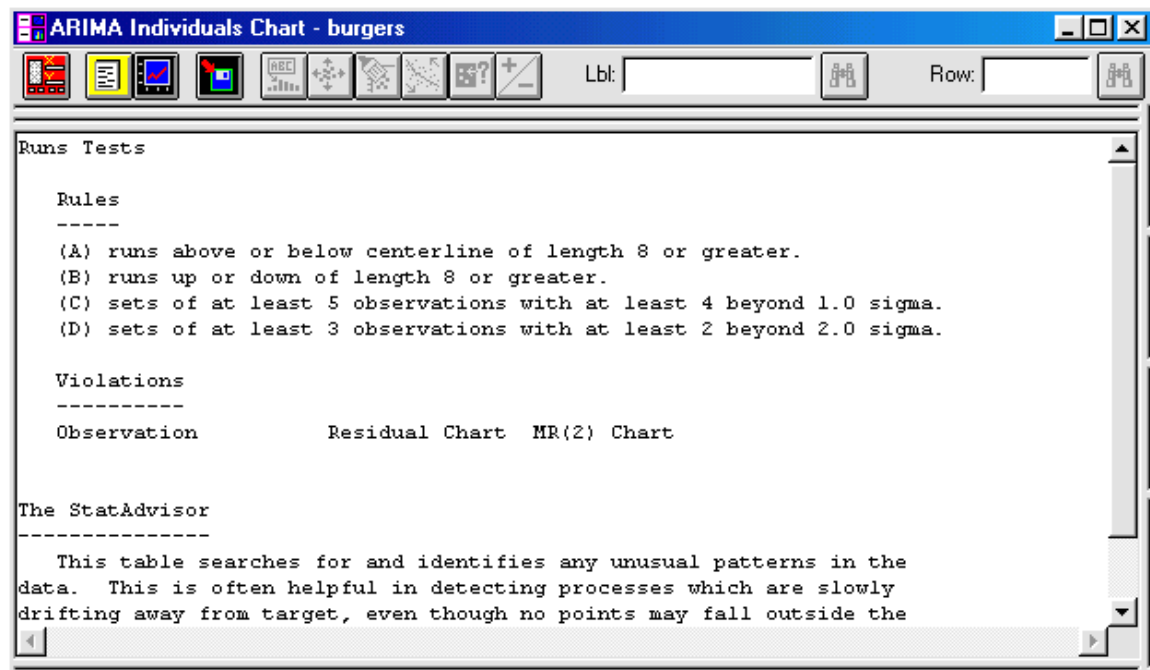 ARIMA Individuals Chart - burgers
ABC
Lbl: Row:
Runs Tests
Rules
-----
(A) runs above or below centerline of length 8 or greater.
(B) runs up or down of length 8 or greater.
(C) sets of at least 5 observations with at least 4 beyond 1.0 sigma.
(D) sets of at least 3 observations with at least 2 beyond 2.0 sigma.
Violations
----------
Observation Residual Chart MR(2) Chart
The StatAdvisor
---------------
This table searches for and identifies any unusual patterns in the
data. This is often helpful in detecting processes which are slowly
drifting away from target, even though no points may fall outside the